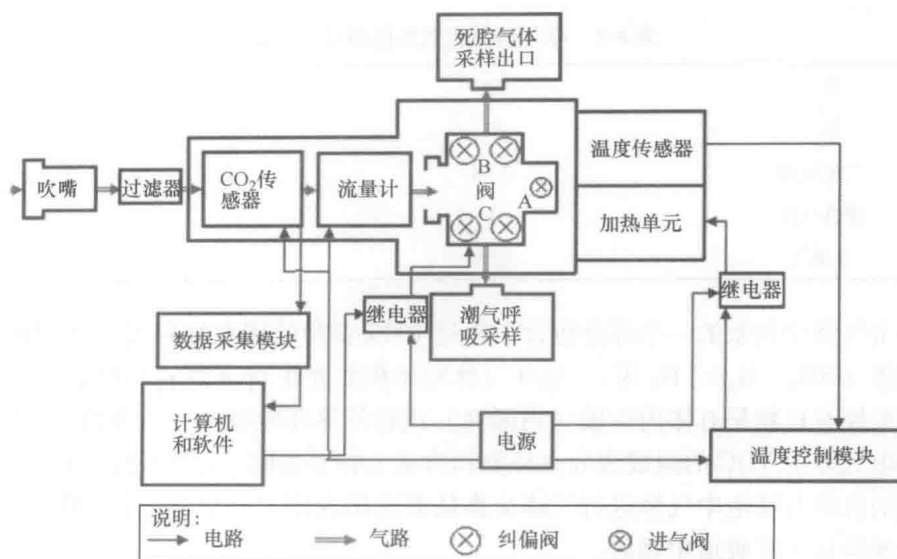 死腔气体
采样出口
吹嘴
过滤器
CO₂传
感器
流量计
B
阀
A
C
温度传感器
加热单元
继电器
潮气呼
吸采样
继电器
数据采集模块
计算机
和软件
电源
温度控制模块
说明:
电路
气路
纠偏阀
进气阀